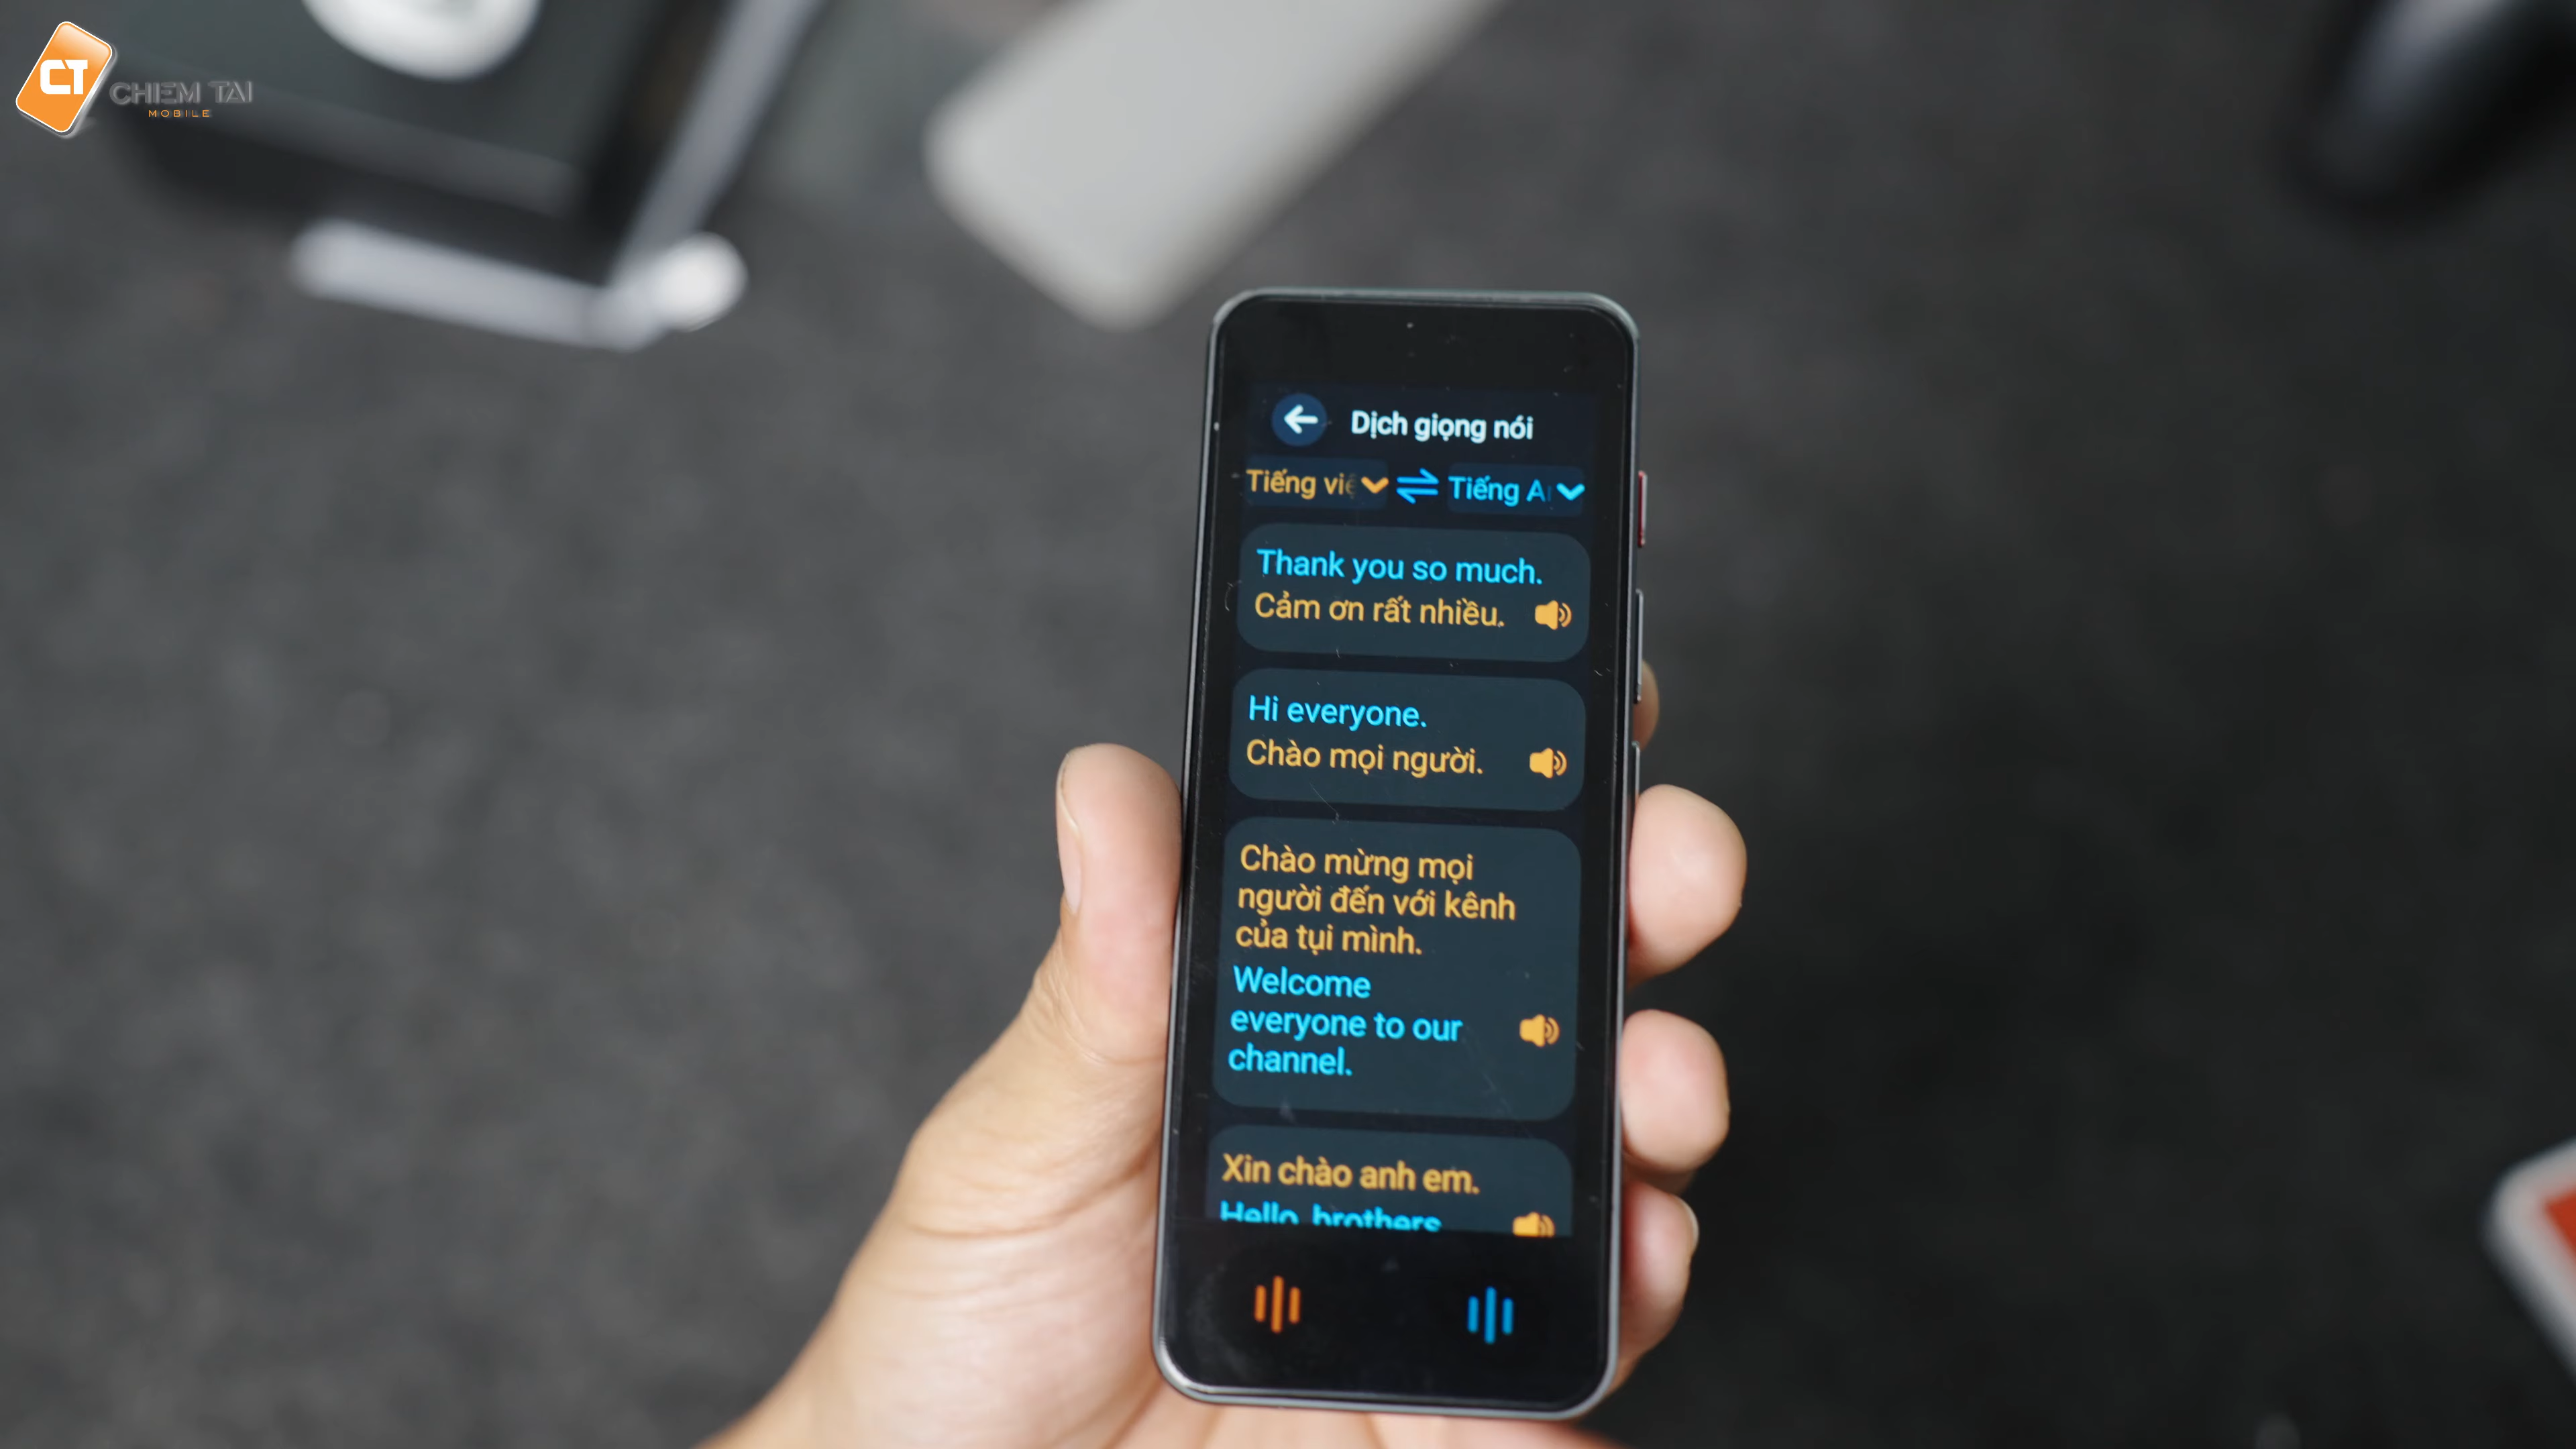 CT
CHIEM TAI
MOBILE
Dịch giọng nói
Tiếng việ
Tiếng A
Thank you so much.
Cảm ơn rất nhiều.
Hi everyone.
Chào mọi người.
Chào mừng mọi
người đến với kênh
của tụi mình.
Welcome
everyone to our
channel.
Xin chào anh em.
Hello, brothers